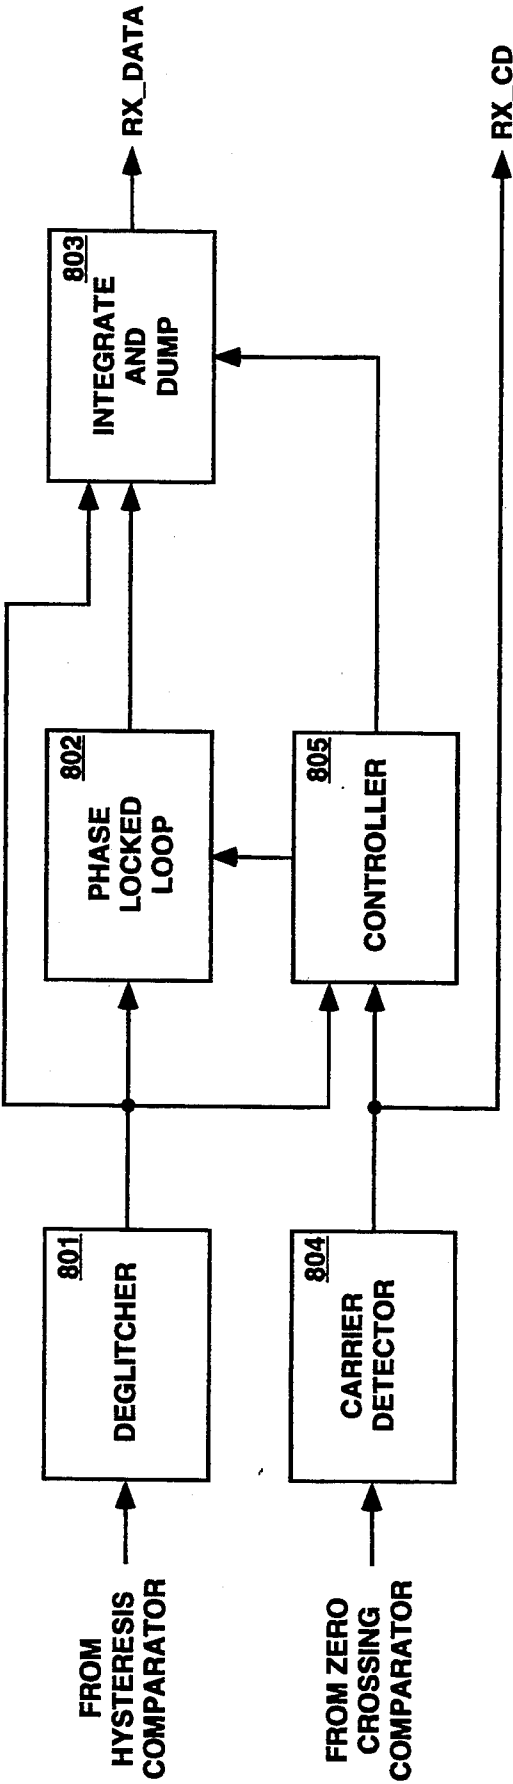 FROM
HYSTERESIS
COMPARATOR
801
DEGLITCHER
802
PHASE
LOCKED
LOOP
803
INTEGRATE
AND
DUMP
RX_DATA
FROM ZERO
CROSSING
COMPARATOR
804
CARRIER
DETECTOR
805
CONTROLLER
RX_CD